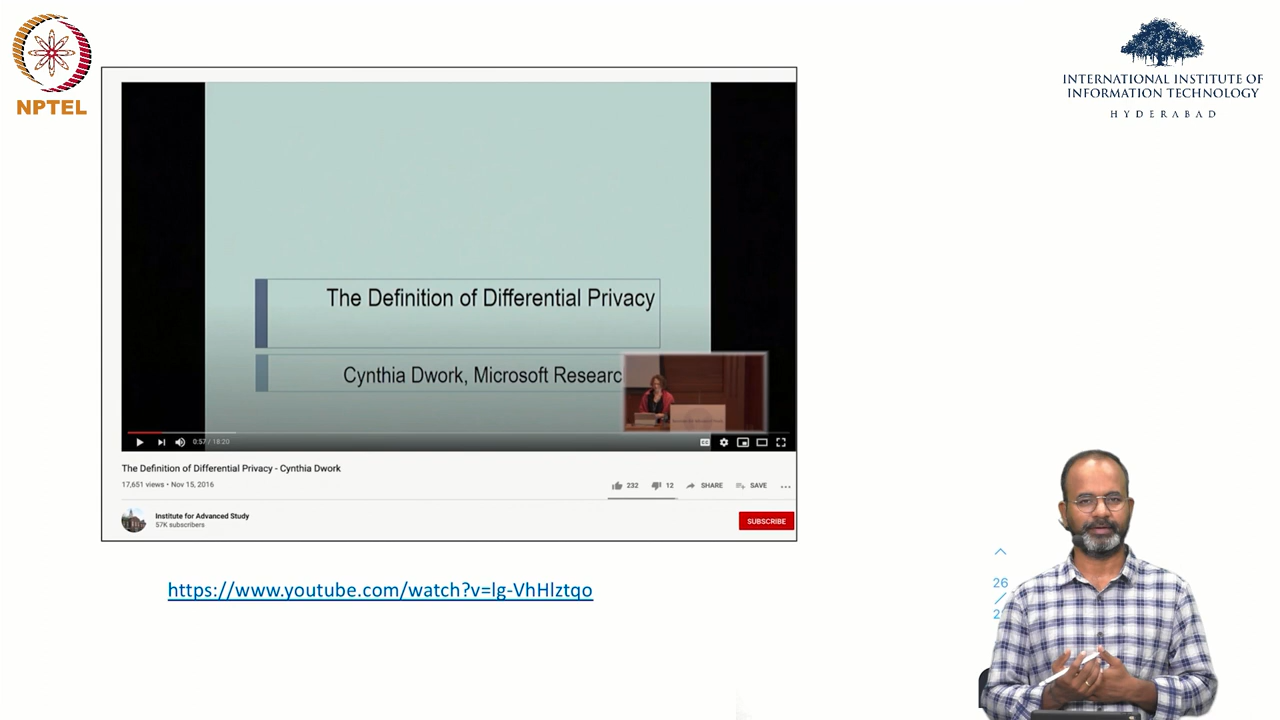 NPTEL
INTERNATIONAL INSTITUTE OF
INFORMATION TECHNOLOGY
HYDERABAD
The Definition of Differential Privacy
Cynthia Dwork, Microsoft Researc
0:57 / 18:20
The Definition of Differential Privacy - Cynthia Dwork
17,651 views • Nov 15, 2016
232
12
SHARE
SAVE
Institute for Advanced Study
57K subscribers
SUBSCRIBE
https://www.youtube.com/watch?v=lg-VhHlztqo
26
2